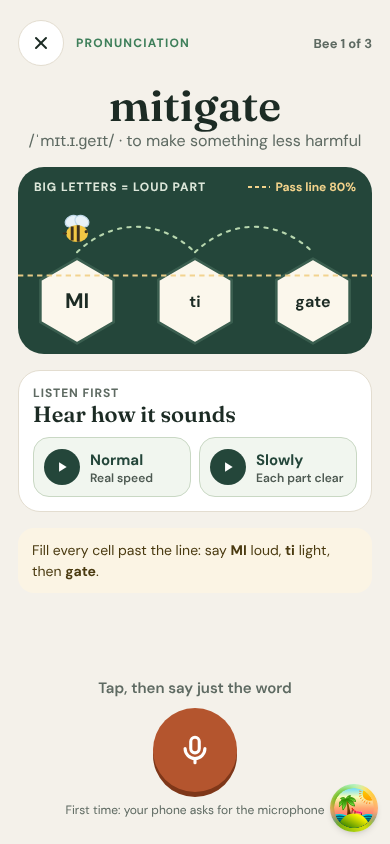 PRONUNCIATION
Bee 1 of 3
mitigate
/ˈmɪt.ɪ.ɡeɪt/ · to make something less harmful
BIG LETTERS = LOUD PART
Pass line 80%
MI
ti
gate
LISTEN FIRST
Hear how it sounds
Normal
Real speed
Slowly
Each part clear
Fill every cell past the line: say MI loud, ti light,
then gate.
Tap, then say just the word
First time: your phone asks for the microphone